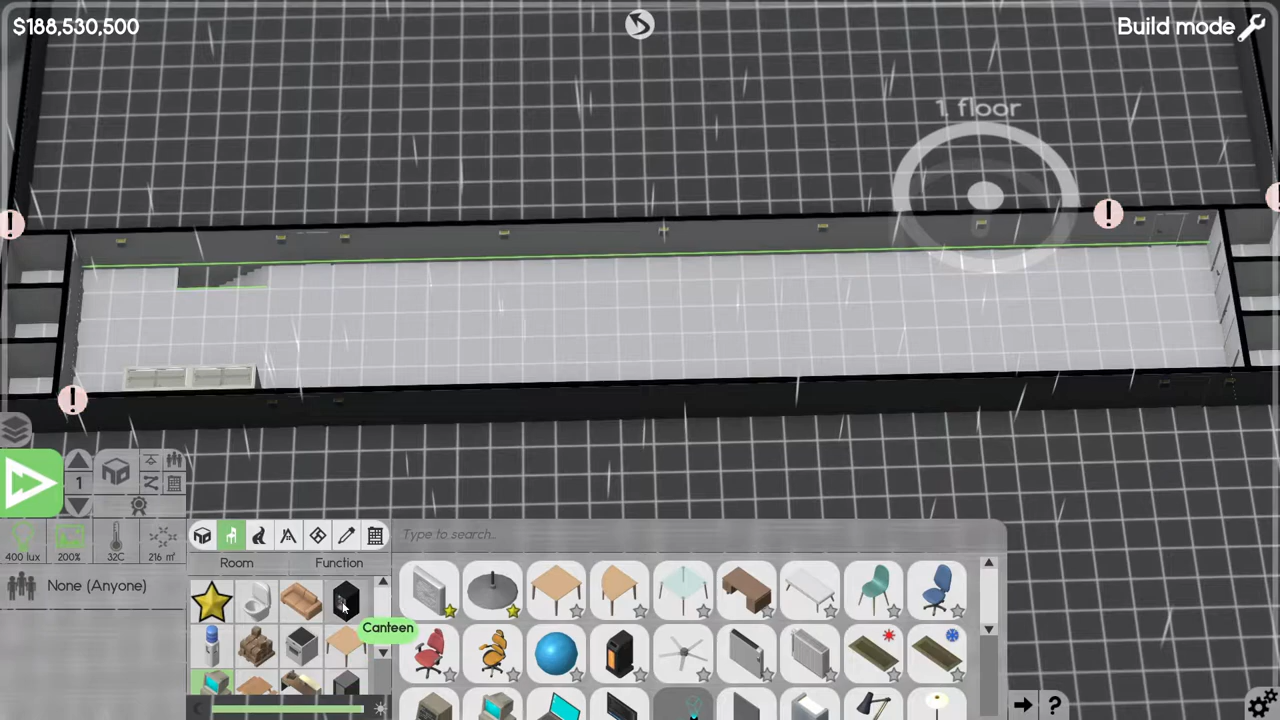 $188,530,500
Build mode
1. floor
1
400 lux
200%
32C
216 m²
None (Anyone)
Type to search..
Room
Function
Canteen
?